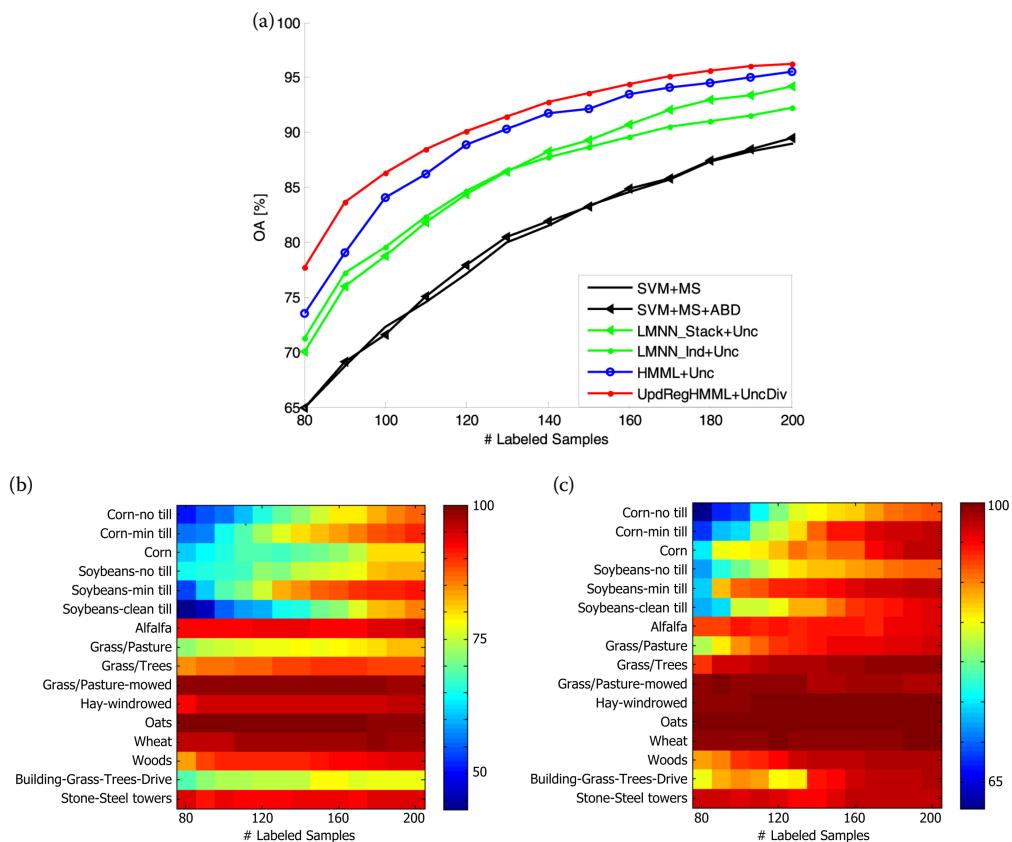 (a)
100
95
90
85
80
75
70
65
OA [%]
80
100
120
140
160
180
200
# Labeled Samples
SVM+MS
SVM+MS+ABD
LMNN_Stack+Unc
LMNN_Ind+Unc
HMML+Unc
UpdRegHMML+UncDiv
(b)
Corn-no till
Corn-min till
Corn
Soybeans-no till
Soybeans-min till
Soybeans-clean till
Alfalfa
Grass/Pasture
Grass/Trees
Grass/Pasture-mowed
Hay-windrowed
Oats
Wheat
Woods
Building-Grass-Trees-Drive
Stone-Steel towers
80
120
160
200
# Labeled Samples
100
75
50
(c)
Corn-no till
Corn-min till
Corn
Soybeans-no till
Soybeans-min till
Soybeans-clean till
Alfalfa
Grass/Pasture
Grass/Trees
Grass/Pasture-mowed
Hay-windrowed
Oats
Wheat
Woods
Building-Grass-Trees-Drive
Stone-Steel towers
80
120
160
200
# Labeled Samples
100
65